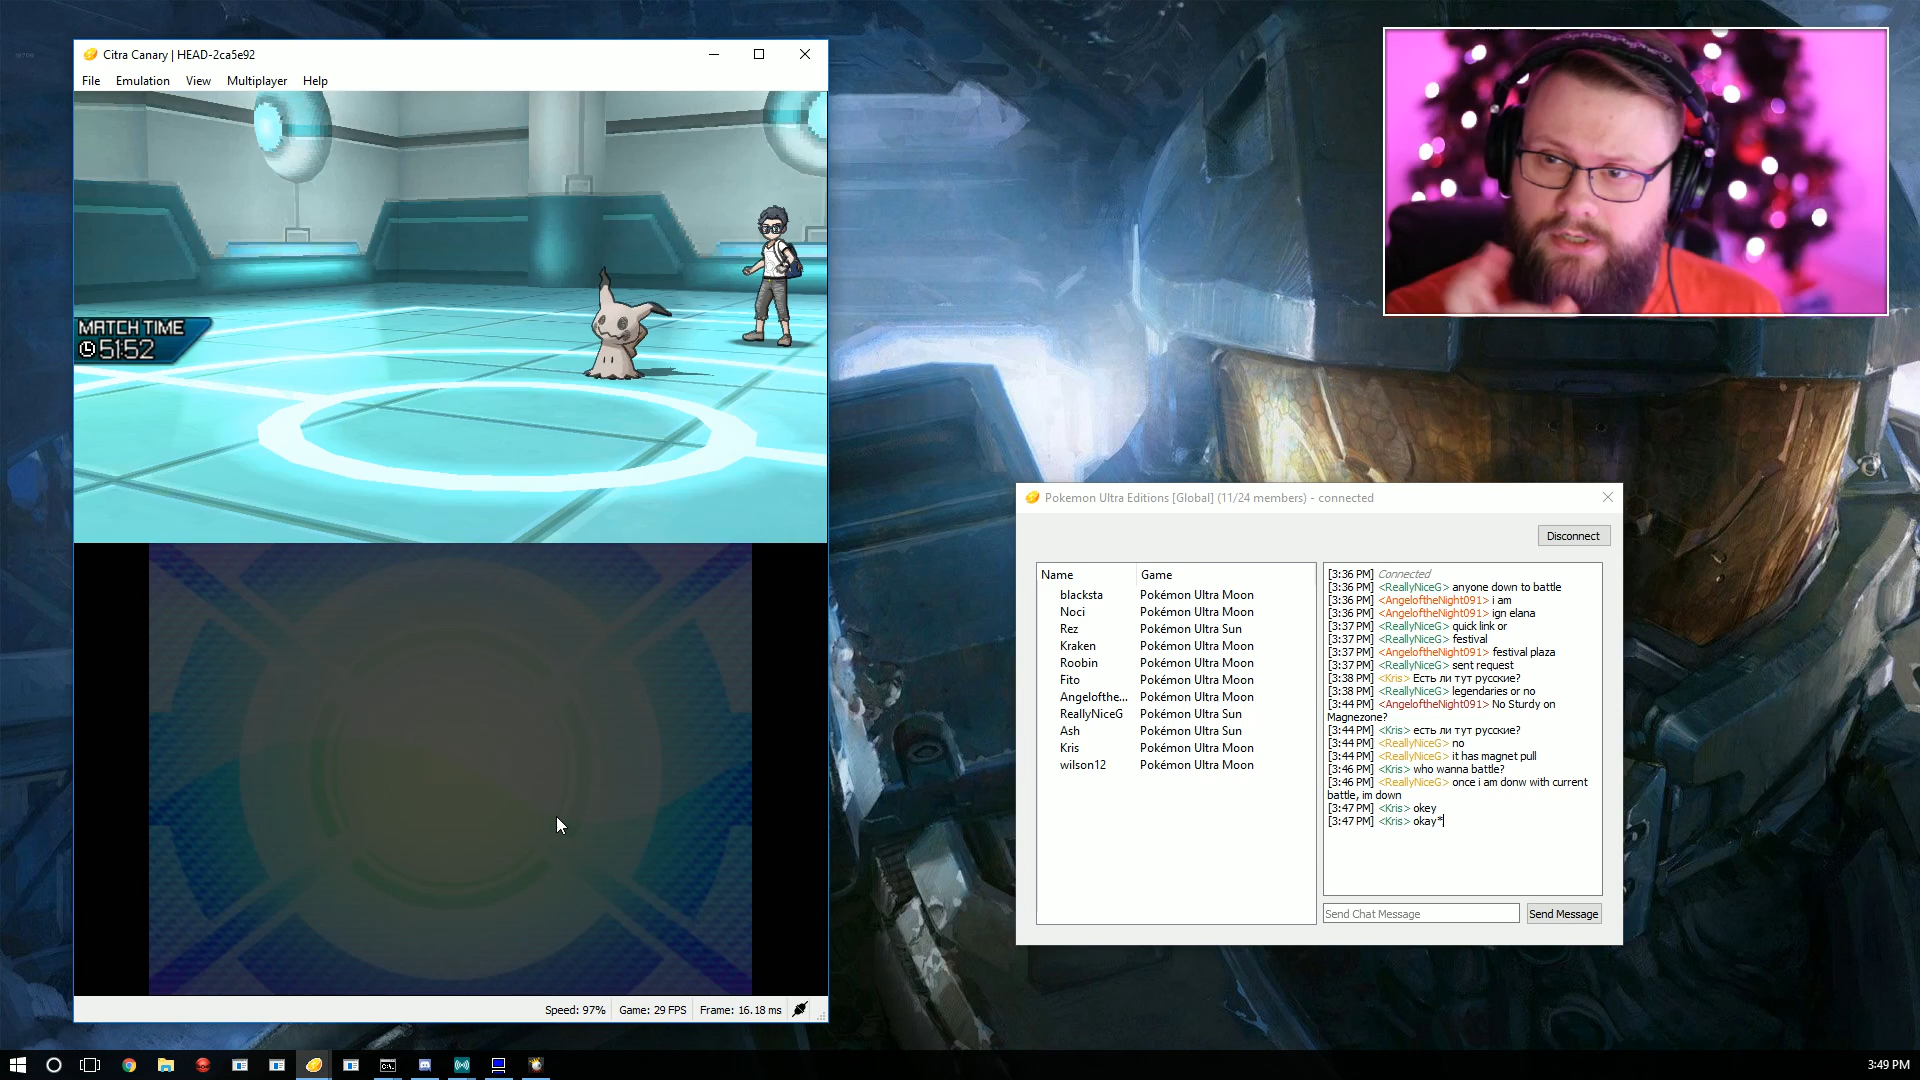 Citra Canary | HEAD-2ca5e92
File Emulation View Multiplayer Help
MATCH TIME
51:52
Speed: 97% Game: 29 FPS Frame: 16.18 ms
Pokemon Ultra Editions [Global] (11/24 members) - connected
Disconnect
Name Game
blacksta Pokémon Ultra Moon
Noci Pokémon Ultra Moon
Rez Pokémon Ultra Sun
Kraken Pokémon Ultra Moon
Roobin Pokémon Ultra Moon
Fito Pokémon Ultra Moon
Angelofthe... Pokémon Ultra Moon
ReallyNiceG Pokémon Ultra Sun
Ash Pokémon Ultra Sun
Kris Pokémon Ultra Moon
wilson12 Pokémon Ultra Moon
[3:36 PM] Connected
[3:36 PM] <ReallyNiceG> anyone down to battle
[3:36 PM] <AngeloftheNight091> i am
[3:36 PM] <AngeloftheNight091> ign elana
[3:37 PM] <ReallyNiceG> quick link or
[3:37 PM] <ReallyNiceG> festival
[3:37 PM] <AngeloftheNight091> festival plaza
[3:37 PM] <ReallyNiceG> sent request
[3:38 PM] <Kris> Есть ли тут русские?
[3:38 PM] <ReallyNiceG> legendaries or no
[3:44 PM] <AngeloftheNight091> No Sturdy on
Magnezone?
[3:44 PM] <Kris> есть ли тут русские?
[3:44 PM] <ReallyNiceG> no
[3:44 PM] <ReallyNiceG> it has magnet pull
[3:46 PM] <Kris> who wanna battle?
[3:46 PM] <ReallyNiceG> once i am donw with current
battle, im down
[3:47 PM] <Kris> okey
[3:47 PM] <Kris> okay*
Send Chat Message
Send Message
3:49 PM